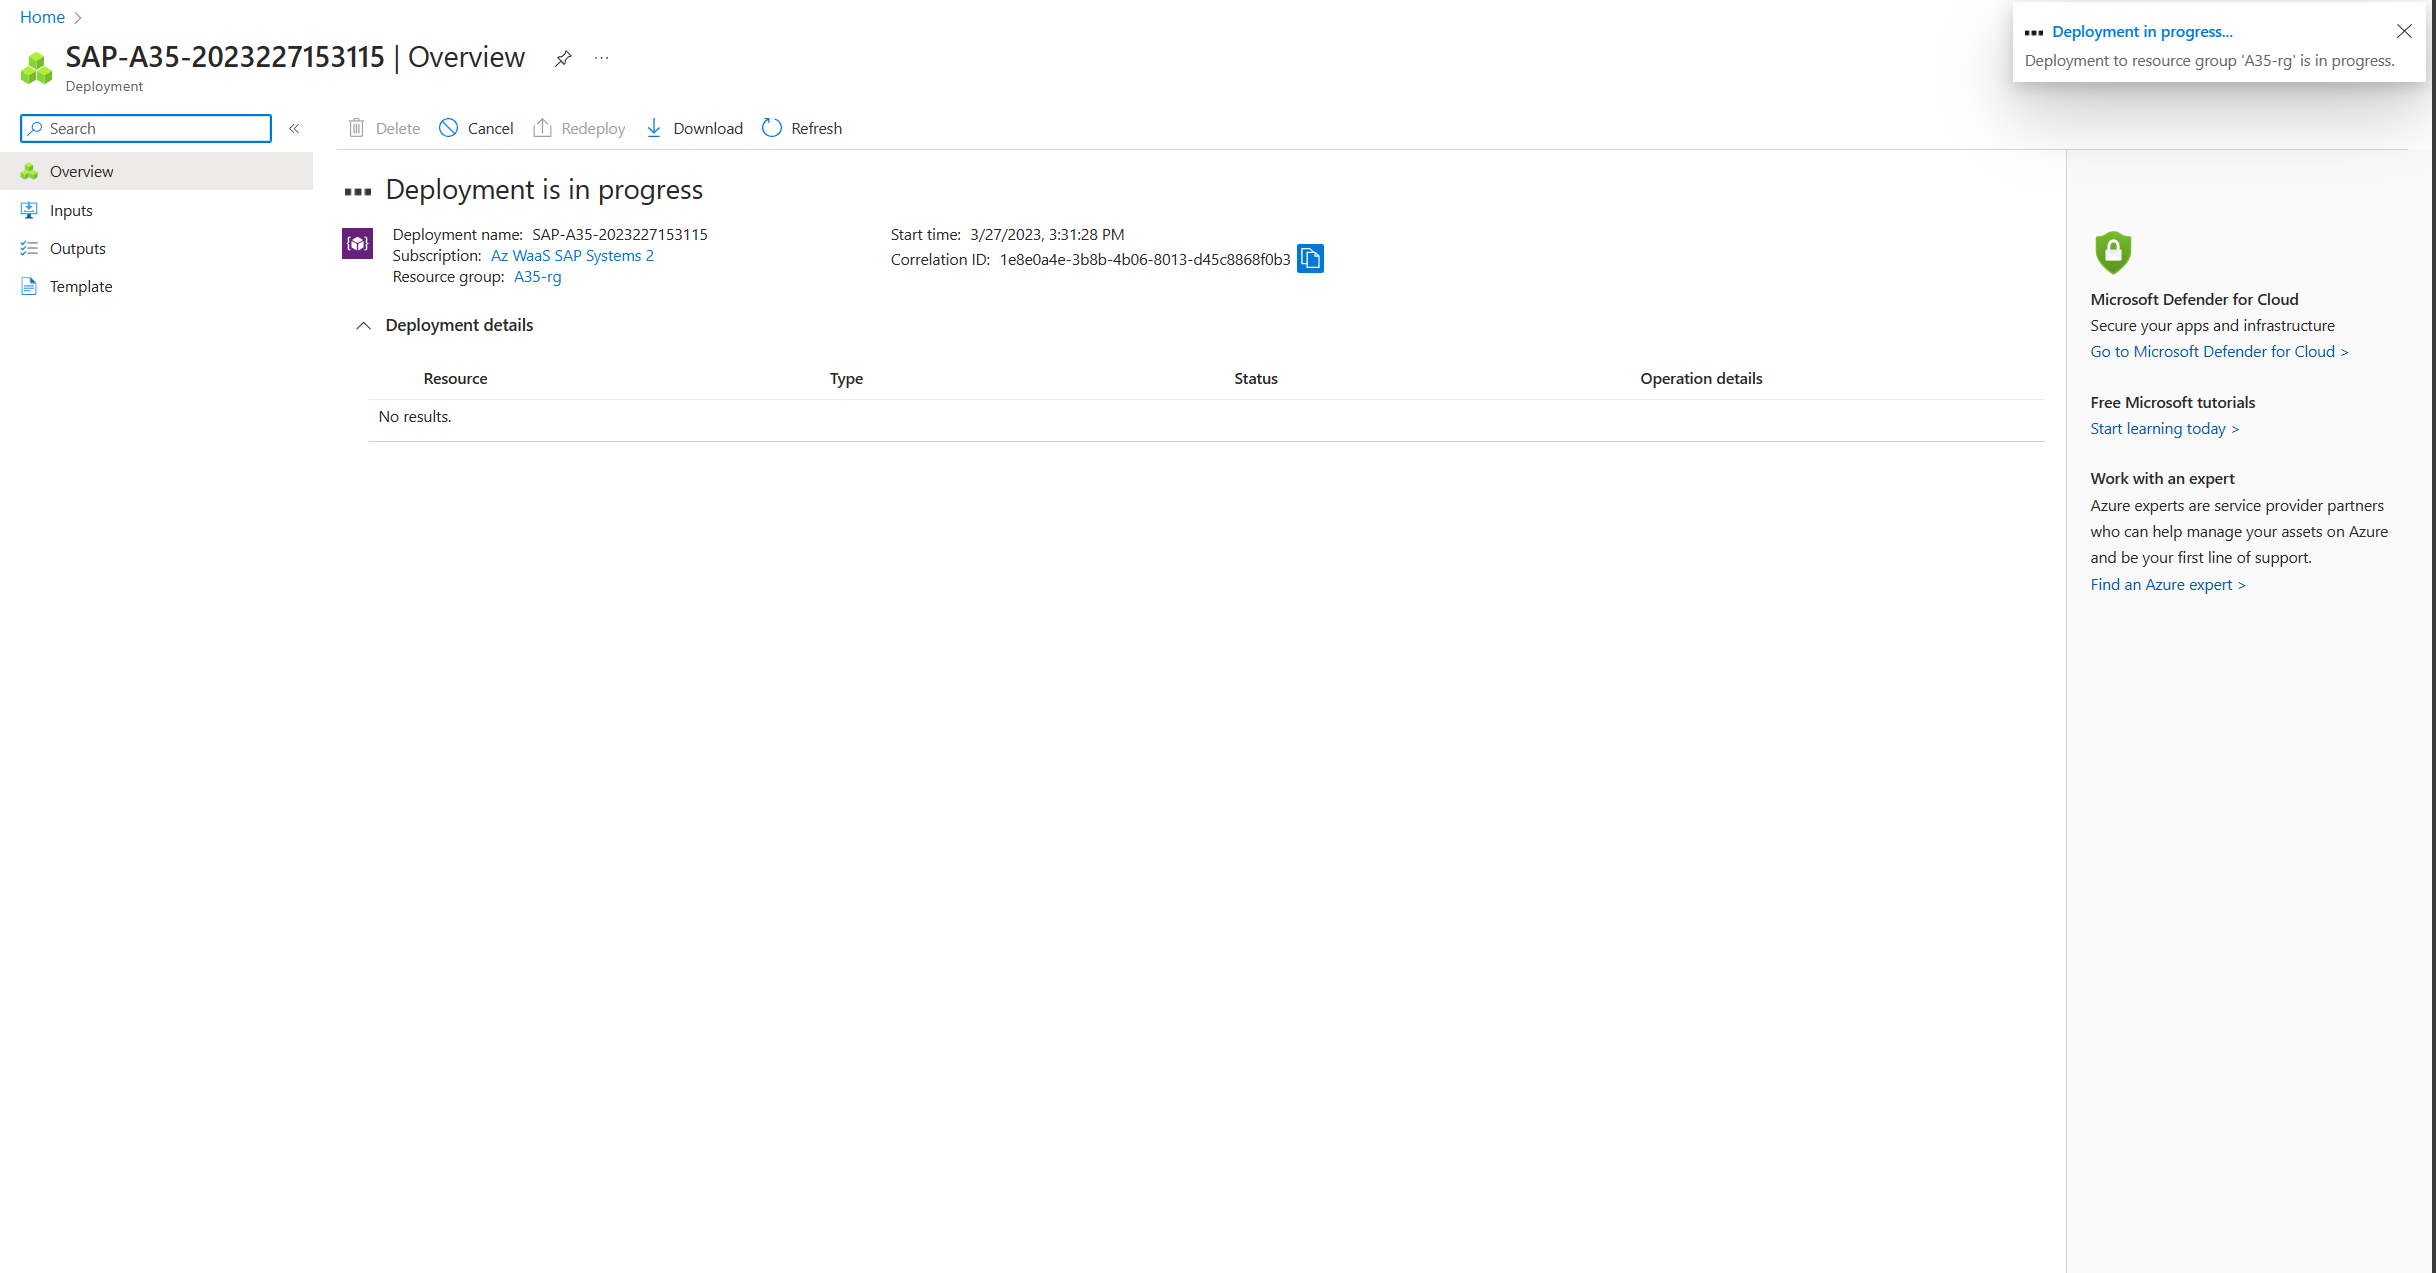 Home
SAP-A35-2023227153115 | Overview
Deployment
Deployment in progress...
Deployment to resource group 'A35-rg' is in progress.
Search
Delete Cancel Redeploy Download Refresh
Overview
Inputs
Outputs
Template
Deployment is in progress
Deployment name: SAP-A35-2023227153115
Subscription: Az WaaS SAP Systems 2
Resource group: A35-rg
Start time: 3/27/2023, 3:31:28 PM
Correlation ID: 1e8e0a4e-3b8b-4b06-8013-d45c8868f0b3
Deployment details
Resource Type Status Operation details
No results.
Microsoft Defender for Cloud
Secure your apps and infrastructure
Go to Microsoft Defender for Cloud >
Free Microsoft tutorials
Start learning today >
Work with an expert
Azure experts are service provider partners
who can help manage your assets on Azure
and be your first line of support.
Find an Azure expert >